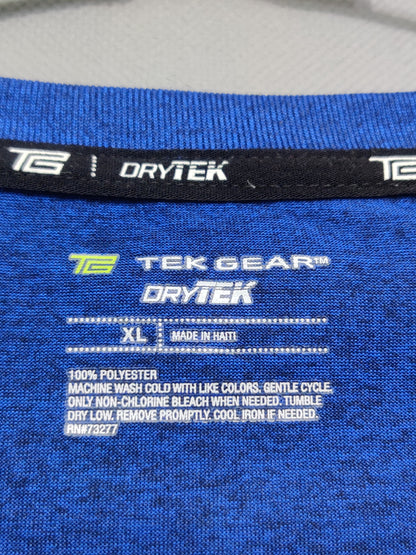 TG DRYTEK TG
TG TEK GEAR™
DRYTEK
XL MADE IN HAITI
100% POLYESTER
MACHINE WASH COLD WITH LIKE COLORS. GENTLE CYCLE.
ONLY NON-CHLORINE BLEACH WHEN NEEDED. TUMBLE
DRY LOW. REMOVE PROMPTLY. COOL IRON IF NEEDED.
RN#73277